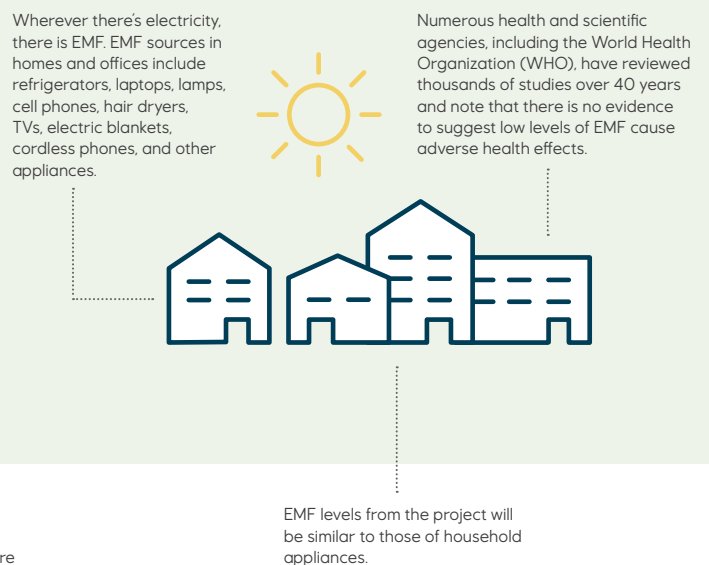 Wherever there's electricity,
there is EMF. EMF sources in
homes and offices include
refrigerators, laptops, lamps,
cell phones, hair dryers,
TVs, electric blankets,
cordless phones, and other
appliances.
Numerous health and scientific
agencies, including the World Health
Organization (WHO), have reviewed
thousands of studies over 40 years
and note that there is no evidence
to suggest low levels of EMF cause
adverse health effects.
EMF levels from the project will
be similar to those of household
appliances.
re